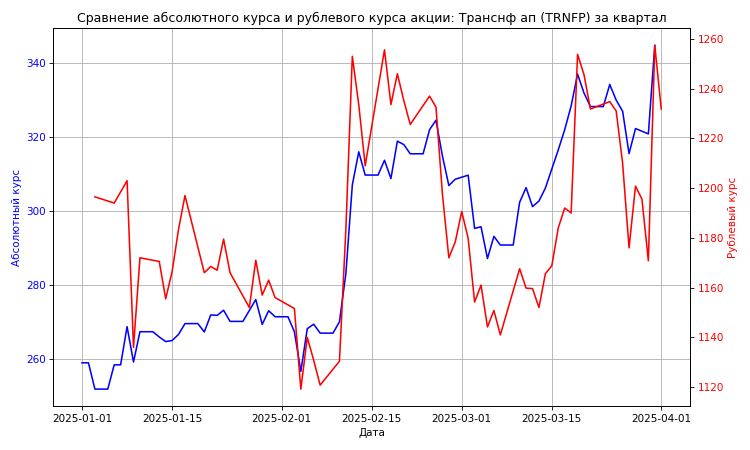 Сравнение абсолютного курса и рублевого курса акции: Транснф ап (TRNFP) за квартал
340
320
300
280
260
Абсолютный курс
1260
1240
1220
1200
1180
1160
1140
1120
Рублевый курс
2025-01-01 2025-01-15 2025-02-01 2025-02-15 2025-03-01 2025-03-15 2025-04-01
Дата